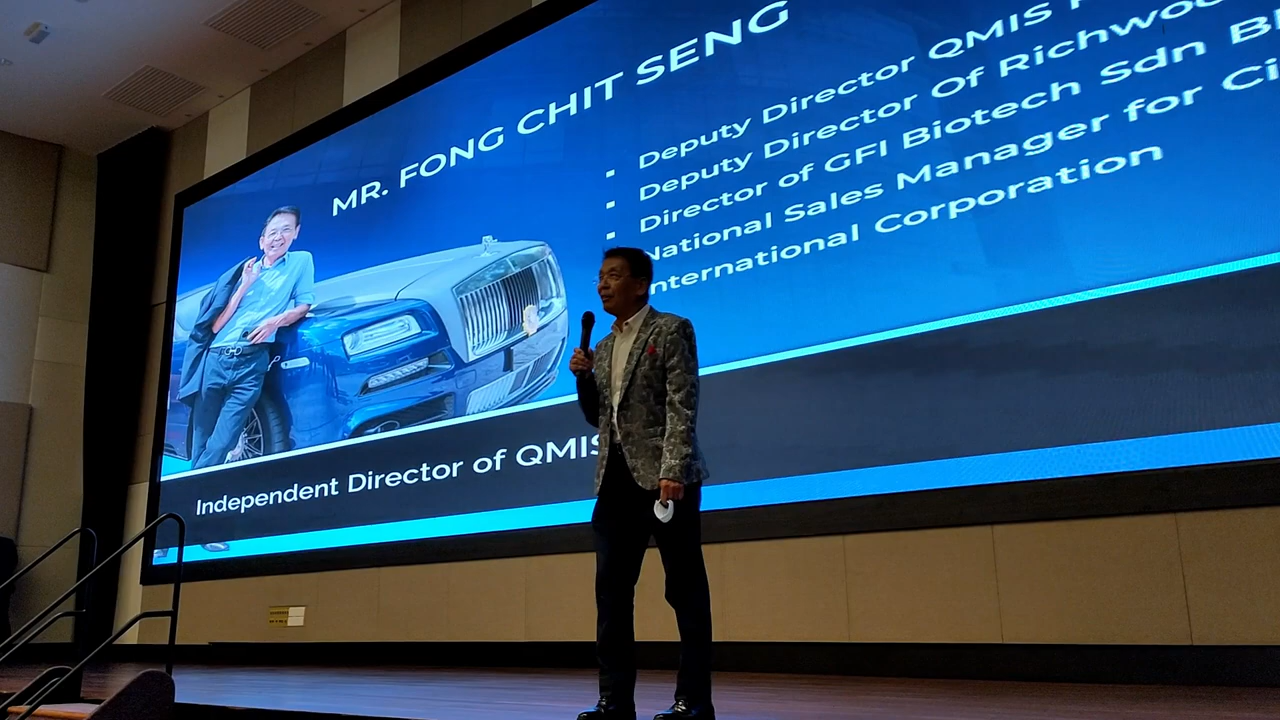 MR. FONG CHIT SENG
▪ Deputy Director QMIS
▪ Deputy Director Of Richwoo
▪ Director of GFI Biotech Sdn
National Sales Manager for Ci
International Corporation
Independent Director of QMIS